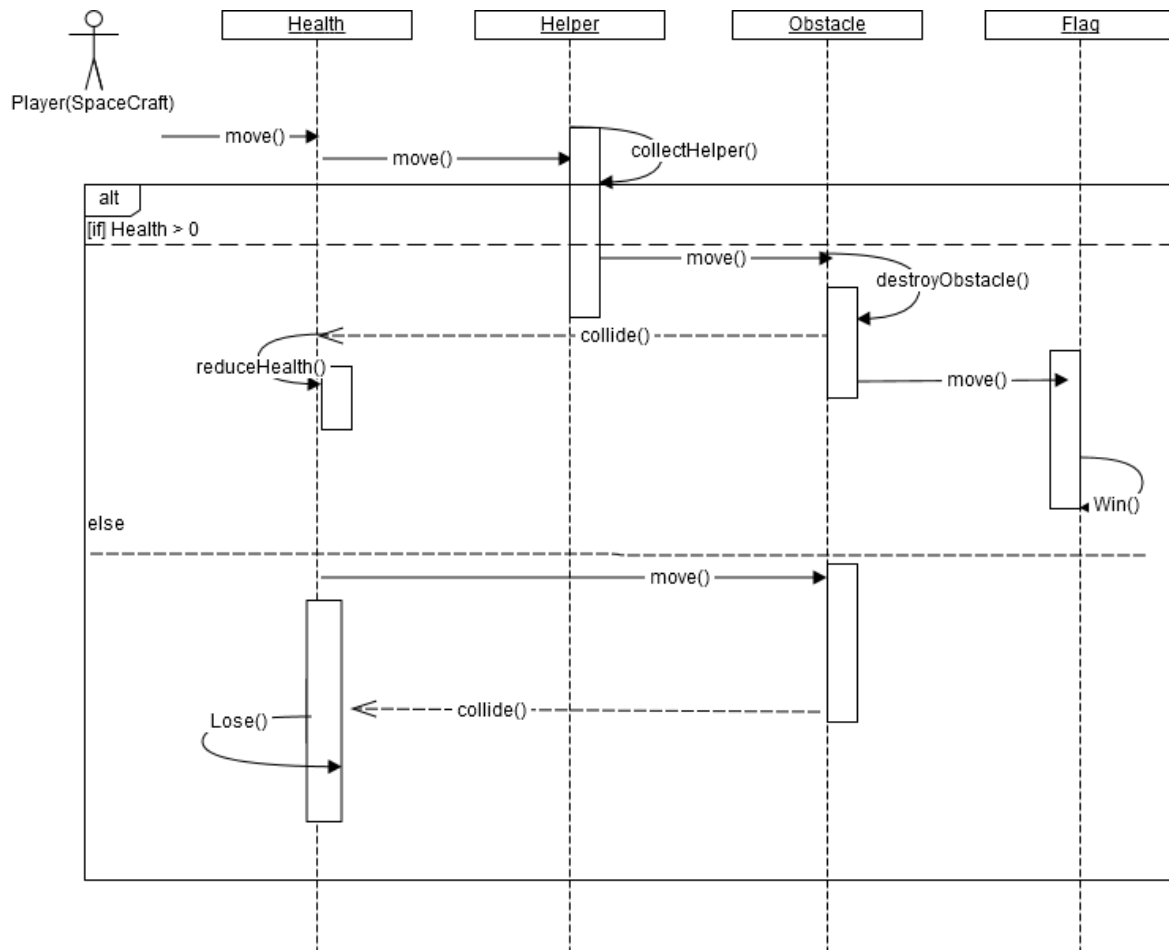 Health
Helper
Obstacle
Flag
Player(SpaceCraft)
move()
move()
collectHelper()
alt
[if] Health > 0
move()
destroyObstacle()
collide()
reduceHealth()
move()
Win()
else
move()
collide()
Lose()